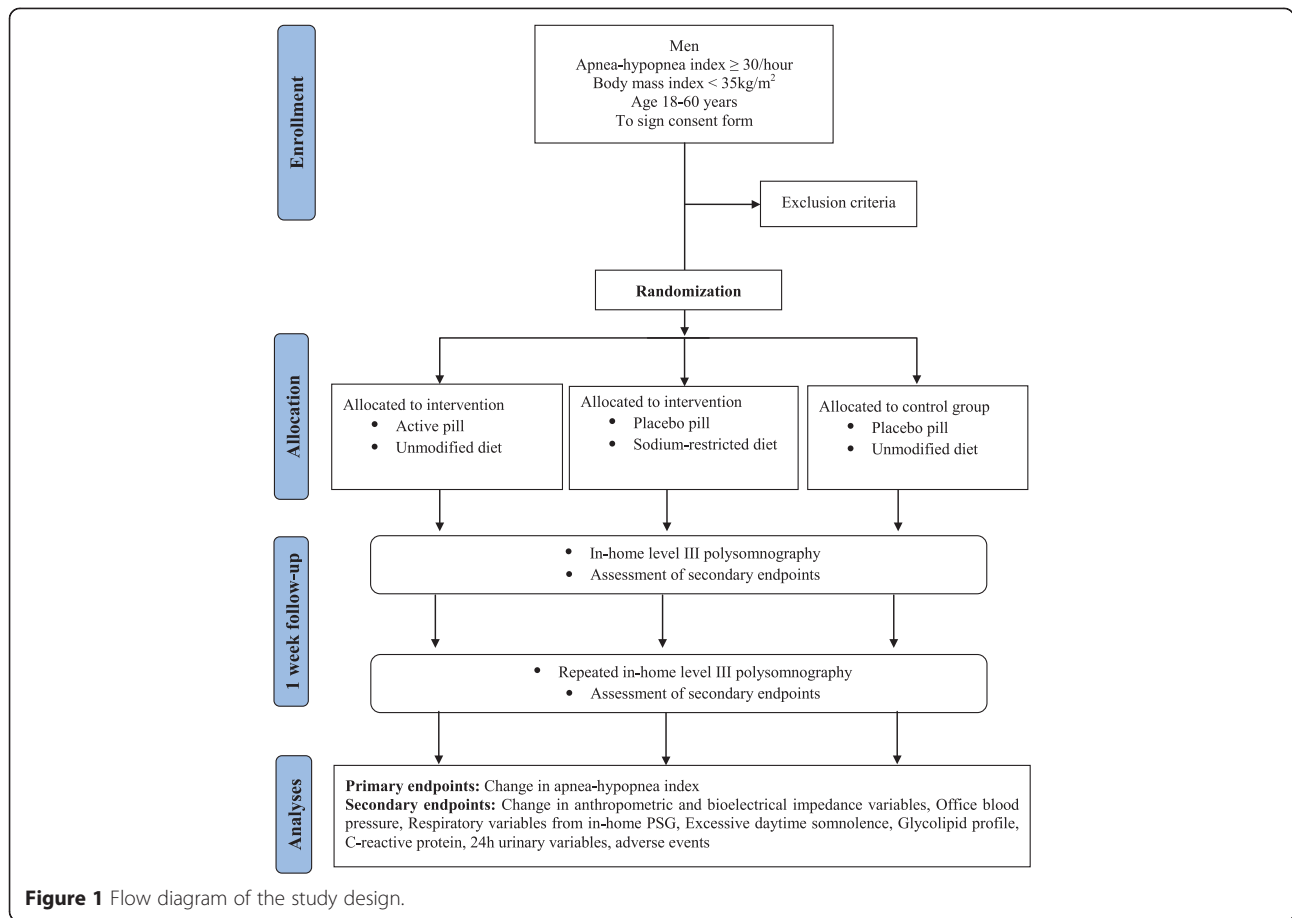 Enrollment
Men
Apnea-hypopnea index ≥ 30/hour
Body mass index < 35kg/m²
Age 18-60 years
To sign consent form
Exclusion criteria
Randomization
Allocation
Allocated to intervention
• Active pill
• Unmodified diet
Allocated to intervention
• Placebo pill
• Sodium-restricted diet
Allocated to control group
• Placebo pill
• Unmodified diet
1 week follow-up
• In-home level III polysomnography
• Assessment of secondary endpoints
• Repeated in-home level III polysomnography
• Assessment of secondary endpoints
Analyses
Primary endpoints: Change in apnea-hypopnea index
Secondary endpoints: Change in anthropometric and bioelectrical impedance variables, Office blood
pressure, Respiratory variables from in-home PSG, Excessive daytime somnolence, Glycolipid profile,
C-reactive protein, 24h urinary variables, adverse events
Figure 1 Flow diagram of the study design.